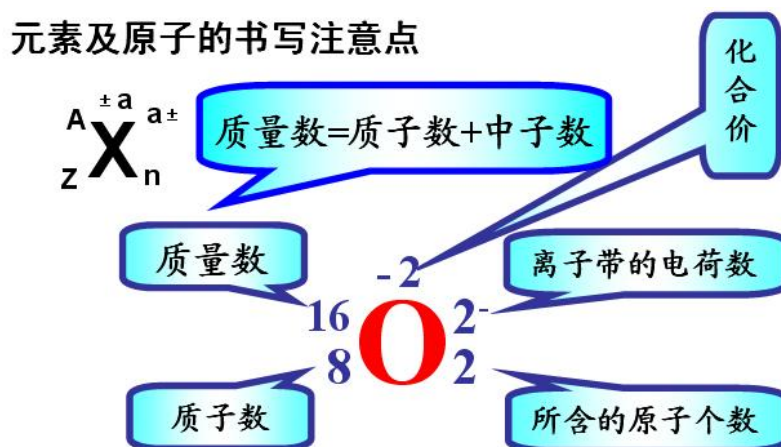 元素及原子的书写注意点
±a
A X a±
Z n
质量数=质子数+中子数
化合价
质量数
-2
离子带的电荷数
16 O 2-
8 2
质子数
所含的原子个数